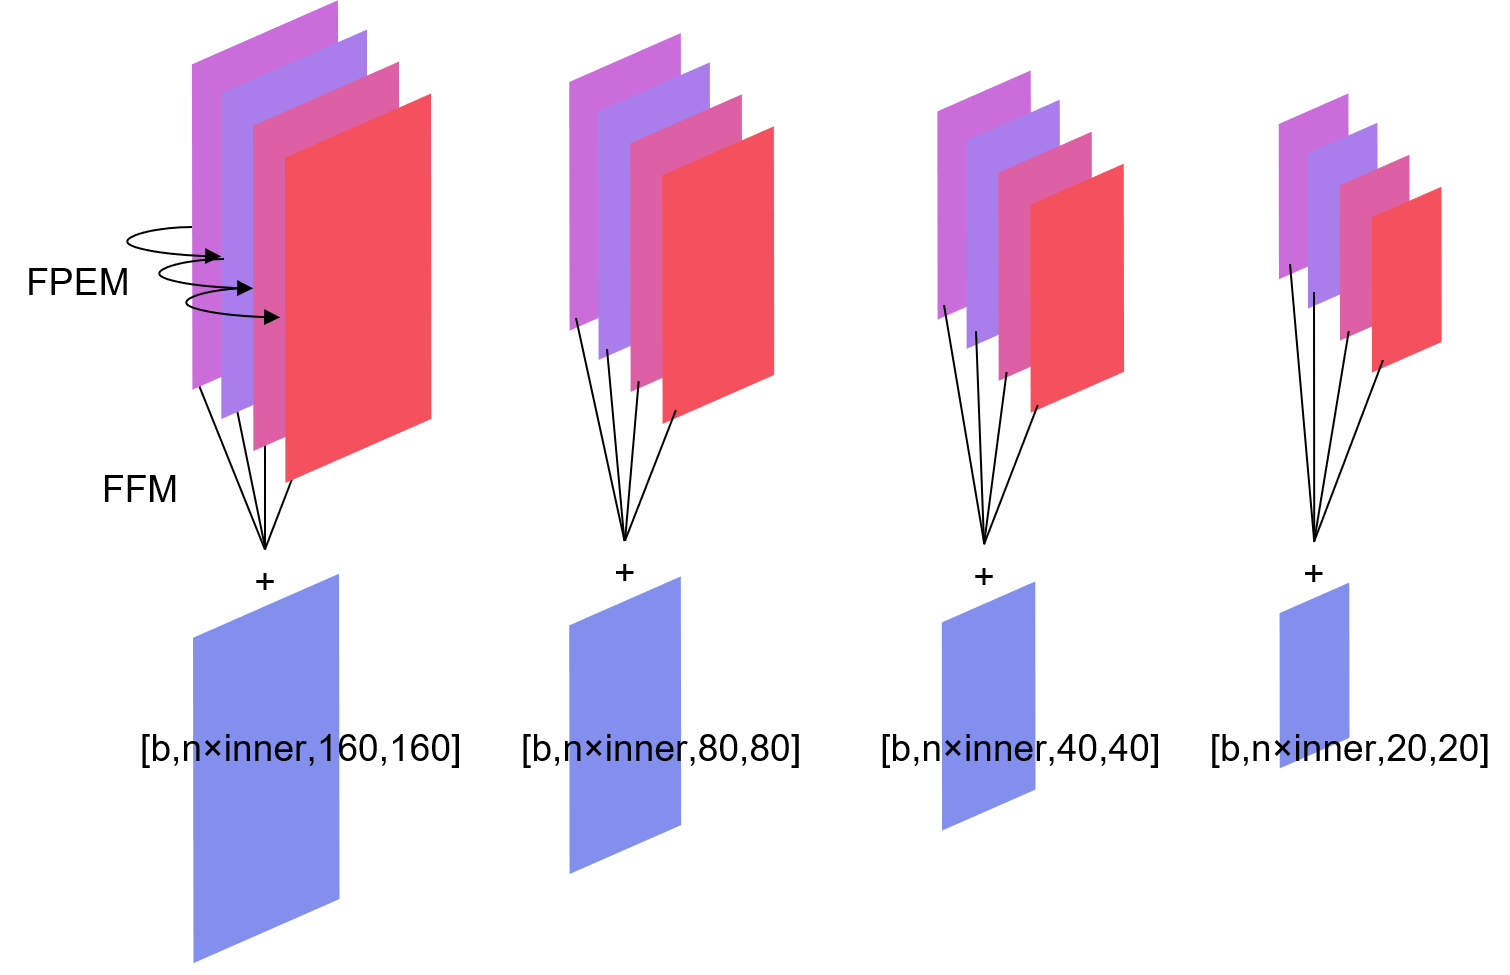 FPEM
FFM
+ + + +
[b,n×inner,160,160] [b,n×inner,80,80] [b,n×inner,40,40] [b,n×inner,20,20]